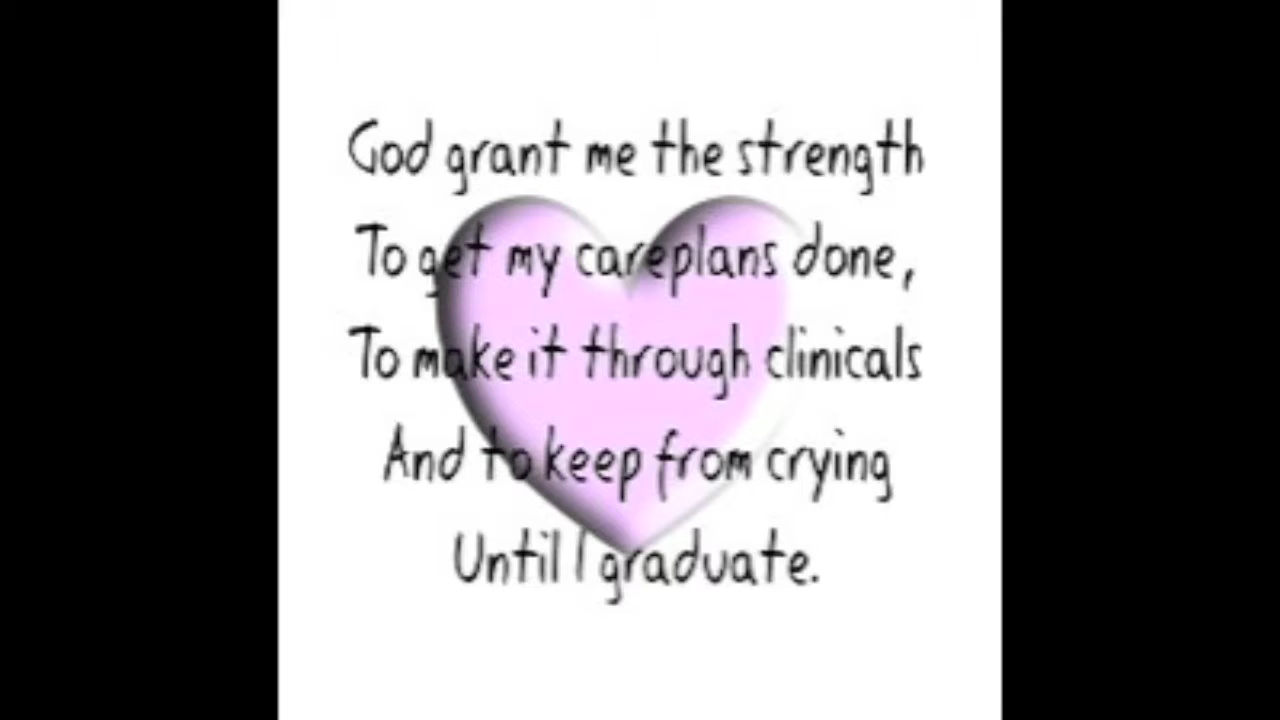 God grant me the strength
To get my careplans done,
To make it through clinicals
And to keep from crying
Until I graduate.